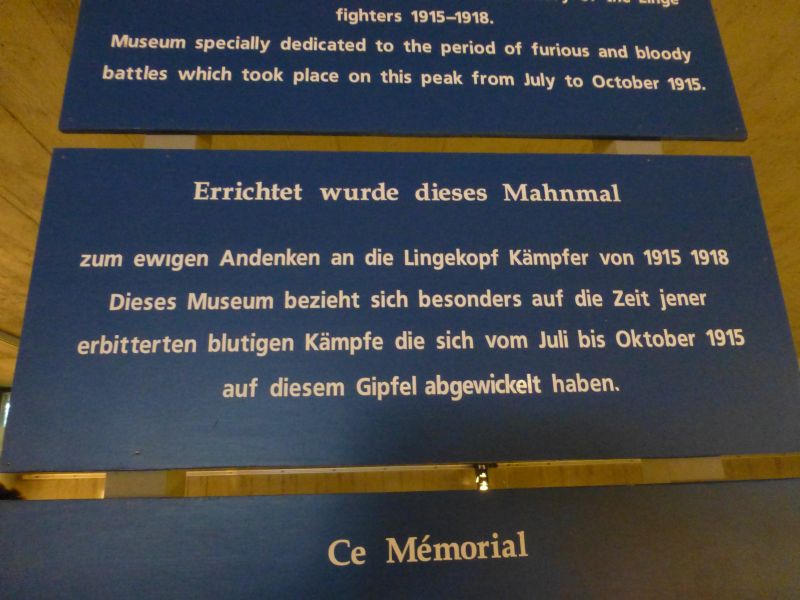 the Linge
fighters 1915–1918.
Museum specially dedicated to the period of furious and bloody
battles which took place on this peak from July to October 1915.
Errichtet wurde dieses Mahnmal
zum ewigen Andenken an die Lingekopf Kämpfer von 1915 1918
Dieses Museum bezieht sich besonders auf die Zeit jener
erbitterten blutigen Kämpfe die sich vom Juli bis Oktober 1915
auf diesem Gipfel abgewickelt haben.
Ce Mémorial